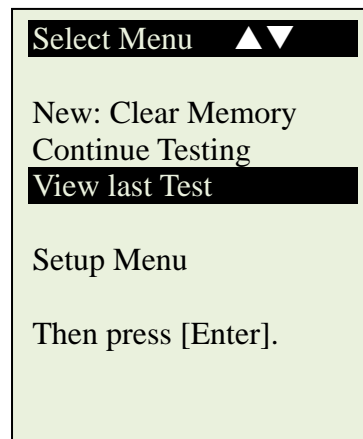 Select Menu ▲▼
New: Clear Memory
Continue Testing
View last Test
Setup Menu
Then press [Enter].